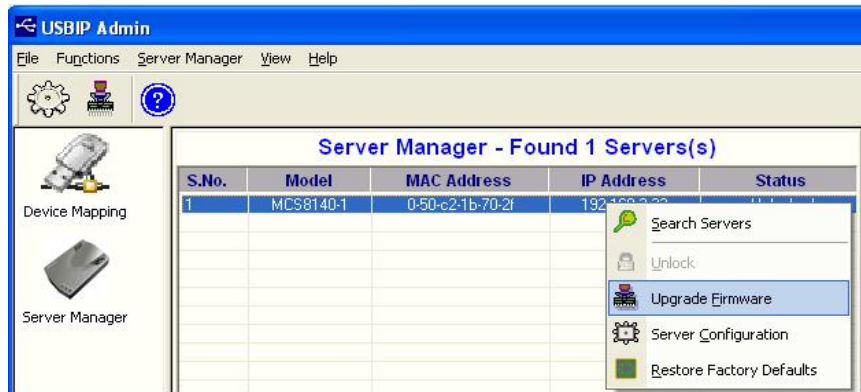 USBIP Admin
File Functions Server Manager View Help
Server Manager - Found 1 Servers(s)
S.No. Model MAC Address IP Address Status
1 MCS8140-1 0-50-c2-1b-70-2f
Device Mapping
Server Manager
Search Servers
Unlock
Upgrade Firmware
Server Configuration
Restore Factory Defaults